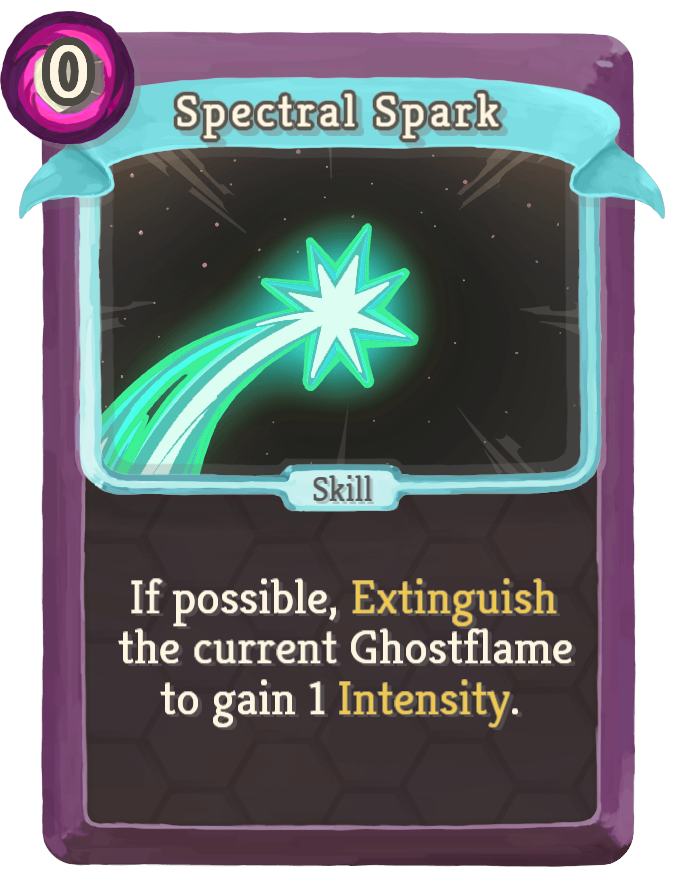 0
Spectral Spark
Skill
If possible, Extinguish
the current Ghostflame
to gain 1 Intensity.